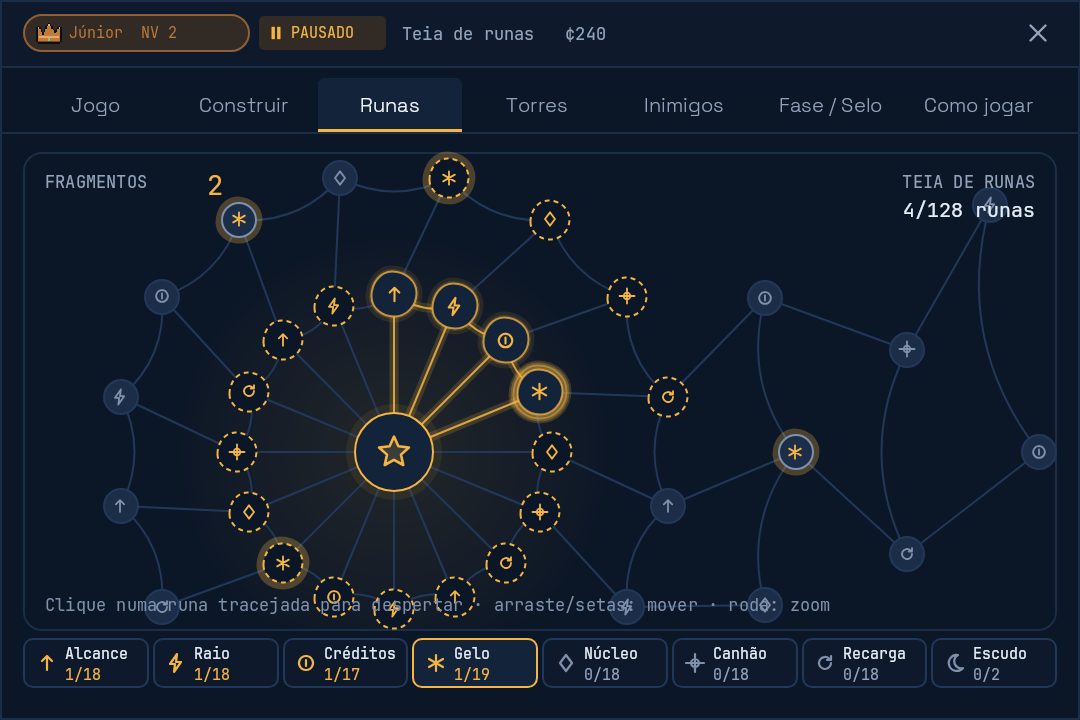 Júnior NV 2
PAUSADO
Teia de runas ₵240
Jogo Construir Runas Torres Inimigos Fase / Selo Como jogar
FRAGMENTOS 2
TEIA DE RUNAS
4/128 runas
Clique numa runa tracejada para despertar · arraste/setas: mover · roda: zoom
Alcance
1/18
Raio
1/18
Créditos
1/17
Gelo
1/19
Núcleo
0/18
Canhão
0/18
Recarga
0/18
Escudo
0/2